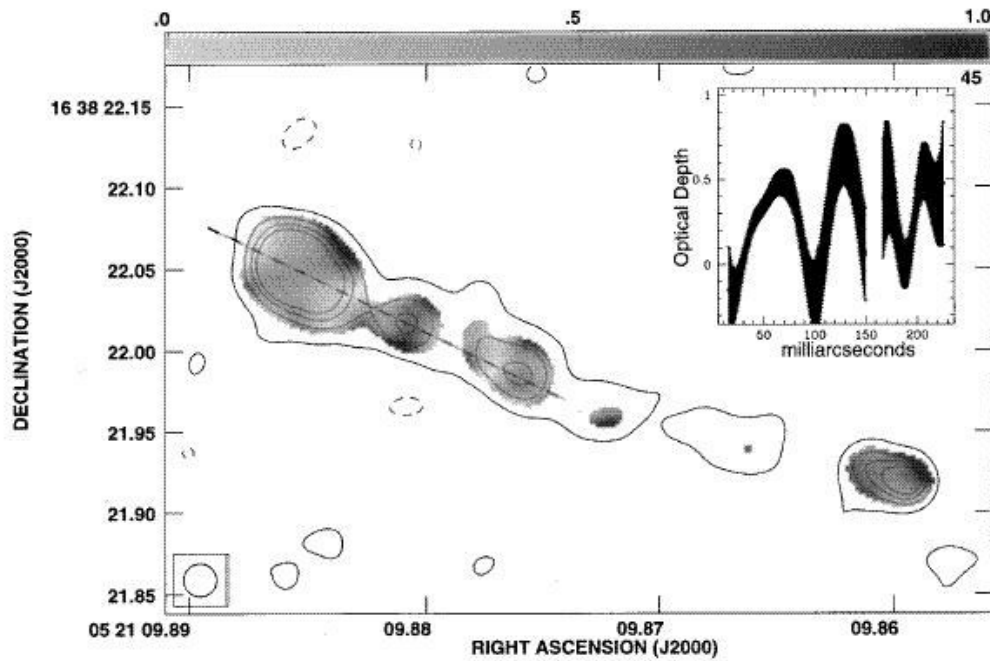 .0 .5 1.0
45
16 38 22.15
22.10
22.05
22.00
21.95
21.90
21.85
DECLINATION (J2000)
05 21 09.89 09.88 09.87 09.86
RIGHT ASCENSION (J2000)
1
0.5
0
Optical Depth
50 100 150 200
milliarcseconds